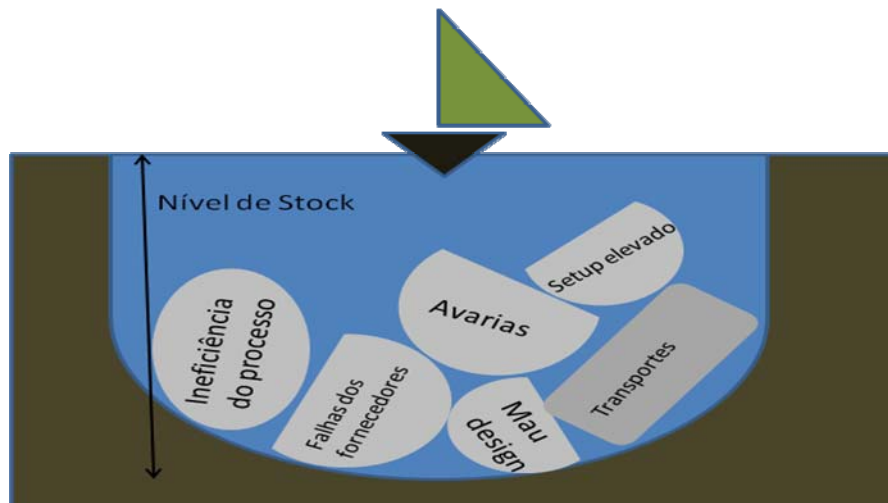 Nível de Stock
Setup elevado
Avarias
Ineficiência
do processo
Transportes
Falhas dos
fornecedores
Mau
design